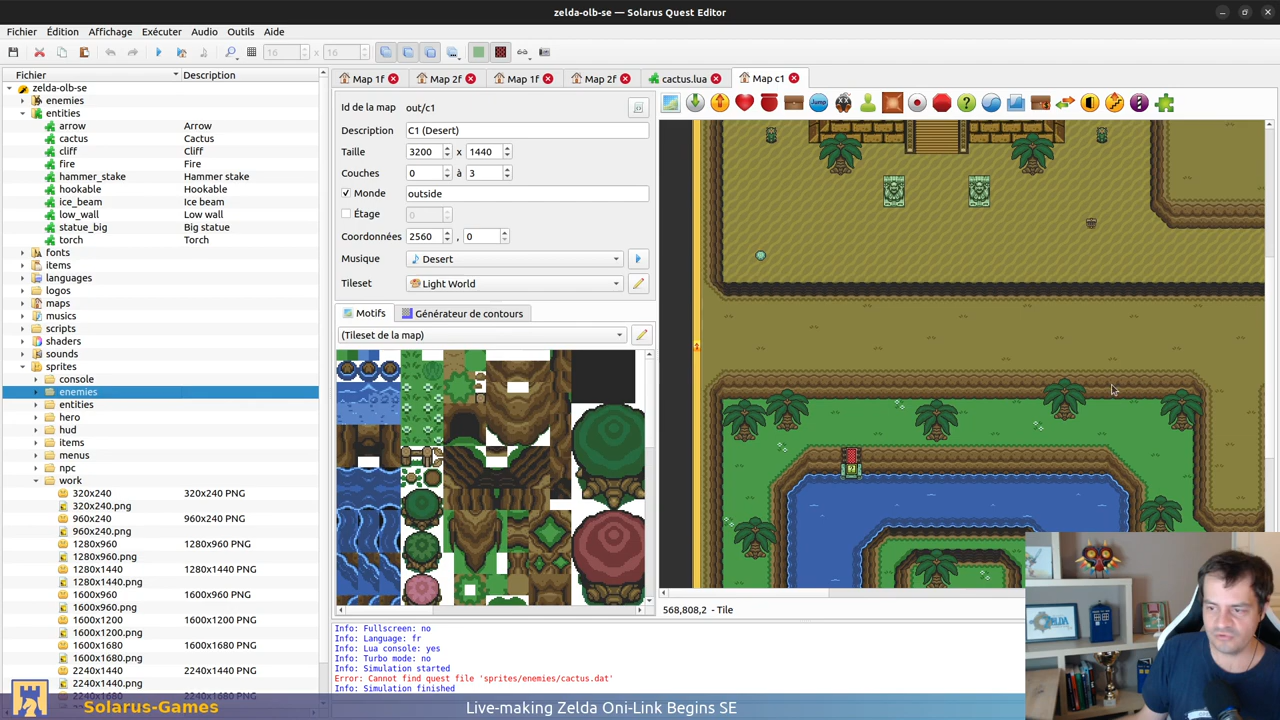 zelda-olb-se — Solarus Quest Editor
Fichier Édition Affichage Exécuter Audio Outils Aide
16 x 16
Fichier Description
zelda-olb-se
enemies
entities
arrow Arrow
cactus Cactus
cliff Cliff
fire Fire
hammer_stake Hammer stake
hookable Hookable
ice_beam Ice beam
low_wall Low wall
statue_big Big statue
torch Torch
fonts
items
languages
logos
maps
musics
scripts
shaders
sounds
sprites
console
enemies
entities
hero
hud
items
menus
npc
work
320x240 320x240 PNG
320x240.png
960x240 960x240 PNG
960x240.png
1280x960 1280x960 PNG
1280x960.png
1280x1440 1280x1440 PNG
1280x1440.png
1600x960 1600x960 PNG
1600x960.png
1600x1200 1600x1200 PNG
1600x1200.png
1600x1680 1600x1680 PNG
1600x1680.png
2240x1440 2240x1440 PNG
2240x1440.png
2240x1680 2240x1680 PNG
Map 1f Map 2f Map 1f Map 2f cactus.lua Map c1
Id de la map out/c1
Description C1 (Desert)
Taille 3200 x 1440
Couches 0 à 3
Monde outside
Étage 0
Coordonnées 2560 , 0
Musique Desert
Tileset Light World
Motifs Générateur de contours
(Tileset de la map)
Jump
568,808,2 - Tile
Info: Fullscreen: no
Info: Language: fr
Info: Lua console: yes
Info: Turbo mode: no
Info: Simulation started
Error: Cannot find quest file 'sprites/enemies/cactus.dat'
Info: Simulation finished
ZELDA
Solarus-Games Live-making Zelda Oni-Link Begins SE